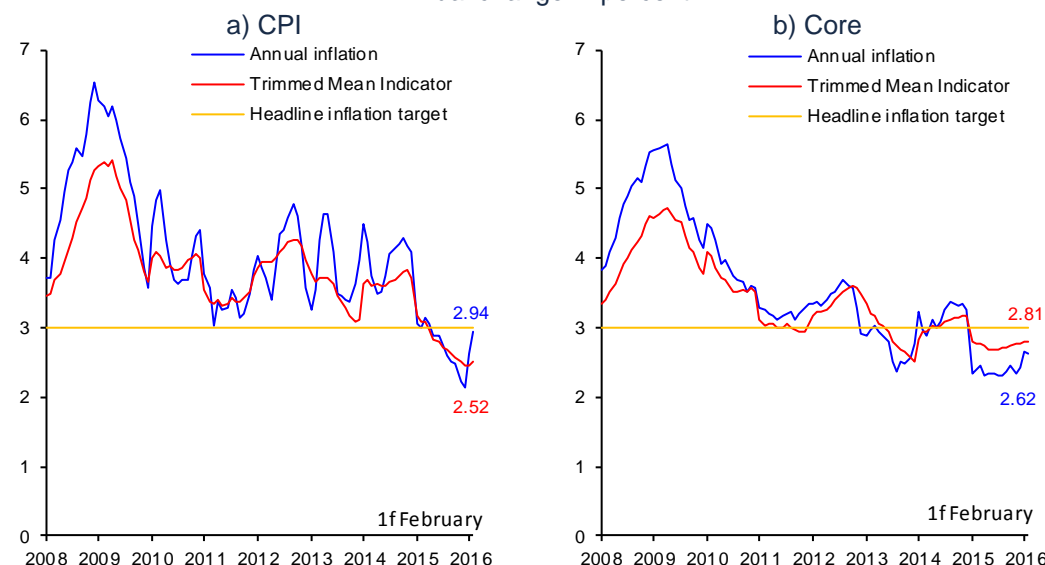 a) CPI
Annual inflation
Trimmed Mean Indicator
Headline inflation target
7
6
5
4
3
2
1
0
2.94
2.52
1f February
2008 2009 2010 2011 2012 2013 2014 2015 2016
b) Core
Annual inflation
Trimmed Mean Indicator
Headline inflation target
7
6
5
4
3
2
1
0
2.81
2.62
1f February
2008 2009 2010 2011 2012 2013 2014 2015 2016